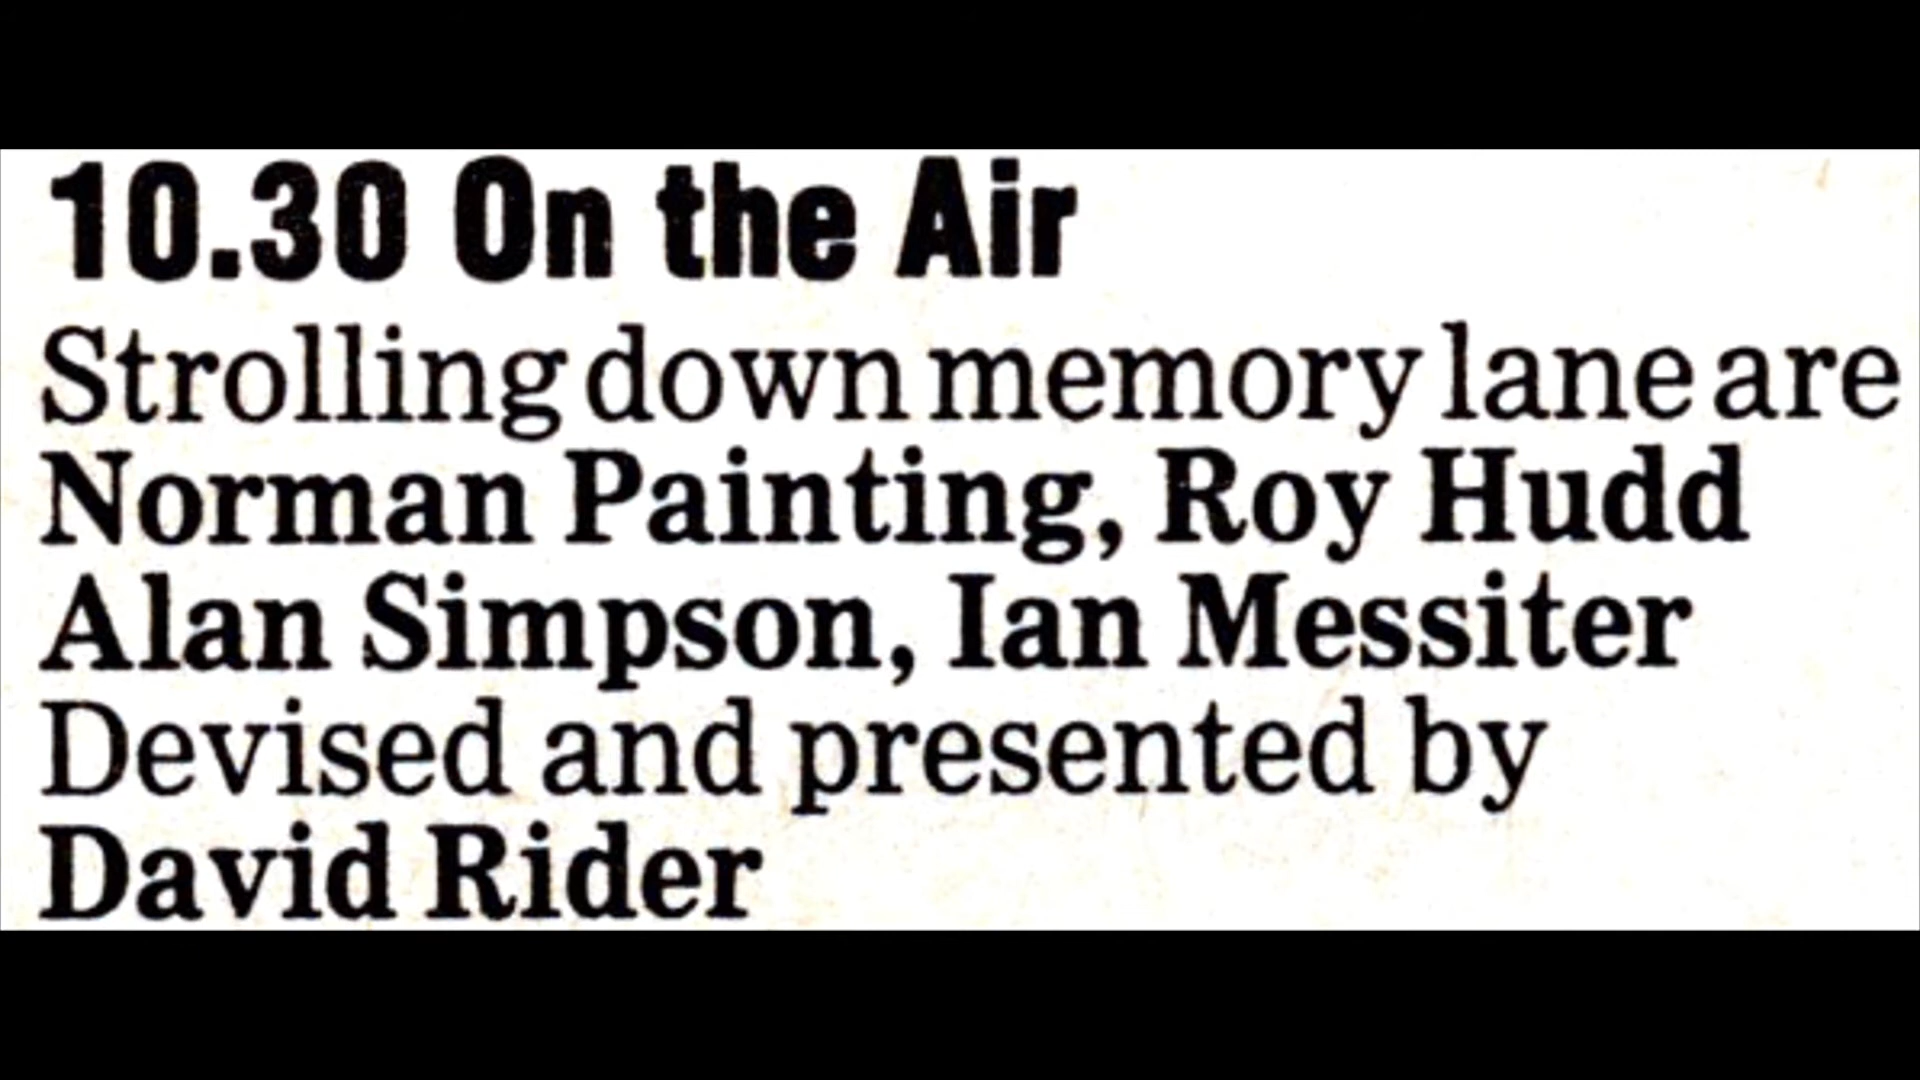 10.30 On the Air
Strolling down memory lane are
Norman Painting, Roy Hudd
Alan Simpson, Ian Messiter
Devised and presented by
David Rider